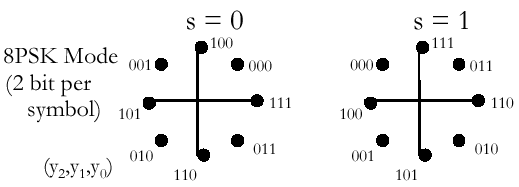 s = 0
s = 1
8PSK Mode
(2 bit per
symbol)
(y₂,y₁,y₀)
100
001
000
101
111
010
011
110
111
000
011
100
110
001
010
101